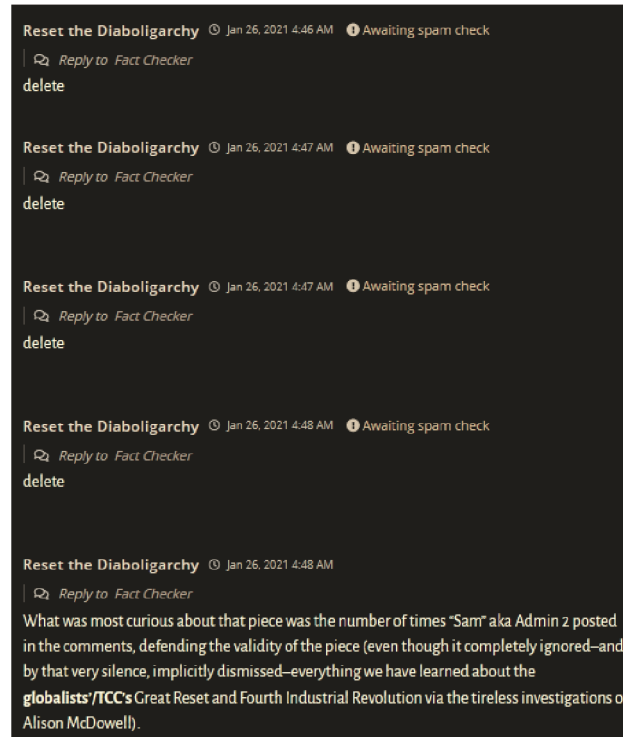 Reset the Diaboligarchy Jan 26, 2021 4:46 AM Awaiting spam check
Reply to Fact Checker
delete
Reset the Diaboligarchy Jan 26, 2021 4:47 AM Awaiting spam check
Reply to Fact Checker
delete
Reset the Diaboligarchy Jan 26, 2021 4:47 AM Awaiting spam check
Reply to Fact Checker
delete
Reset the Diaboligarchy Jan 26, 2021 4:48 AM Awaiting spam check
Reply to Fact Checker
delete
Reset the Diaboligarchy Jan 26, 2021 4:48 AM
Reply to Fact Checker
What was most curious about that piece was the number of times “Sam” aka Admin 2 posted
in the comments, defending the validity of the piece (even though it completely ignored–and
by that very silence, implicitly dismissed–everything we have learned about the
globalists’/TCC’s Great Reset and Fourth Industrial Revolution via the tireless investigations o
Alison McDowell).